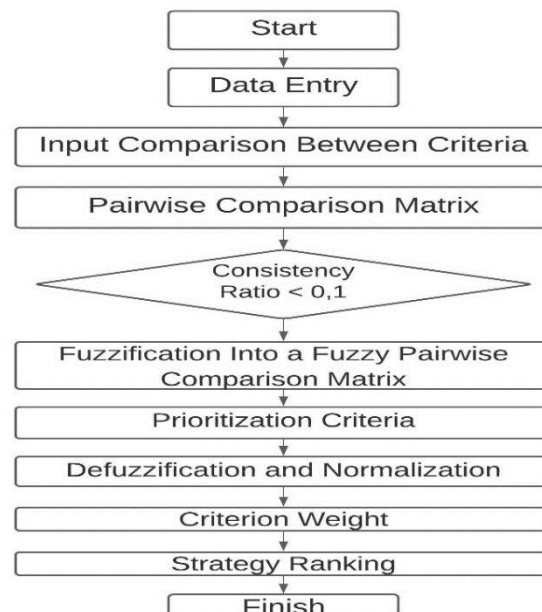 Start
Data Entry
Input Comparison Between Criteria
Pairwise Comparison Matrix
Consistency
Ratio < 0,1
Fuzzification Into a Fuzzy Pairwise
Comparison Matrix
Prioritization Criteria
Defuzzification and Normalization
Criterion Weight
Strategy Ranking
Finish